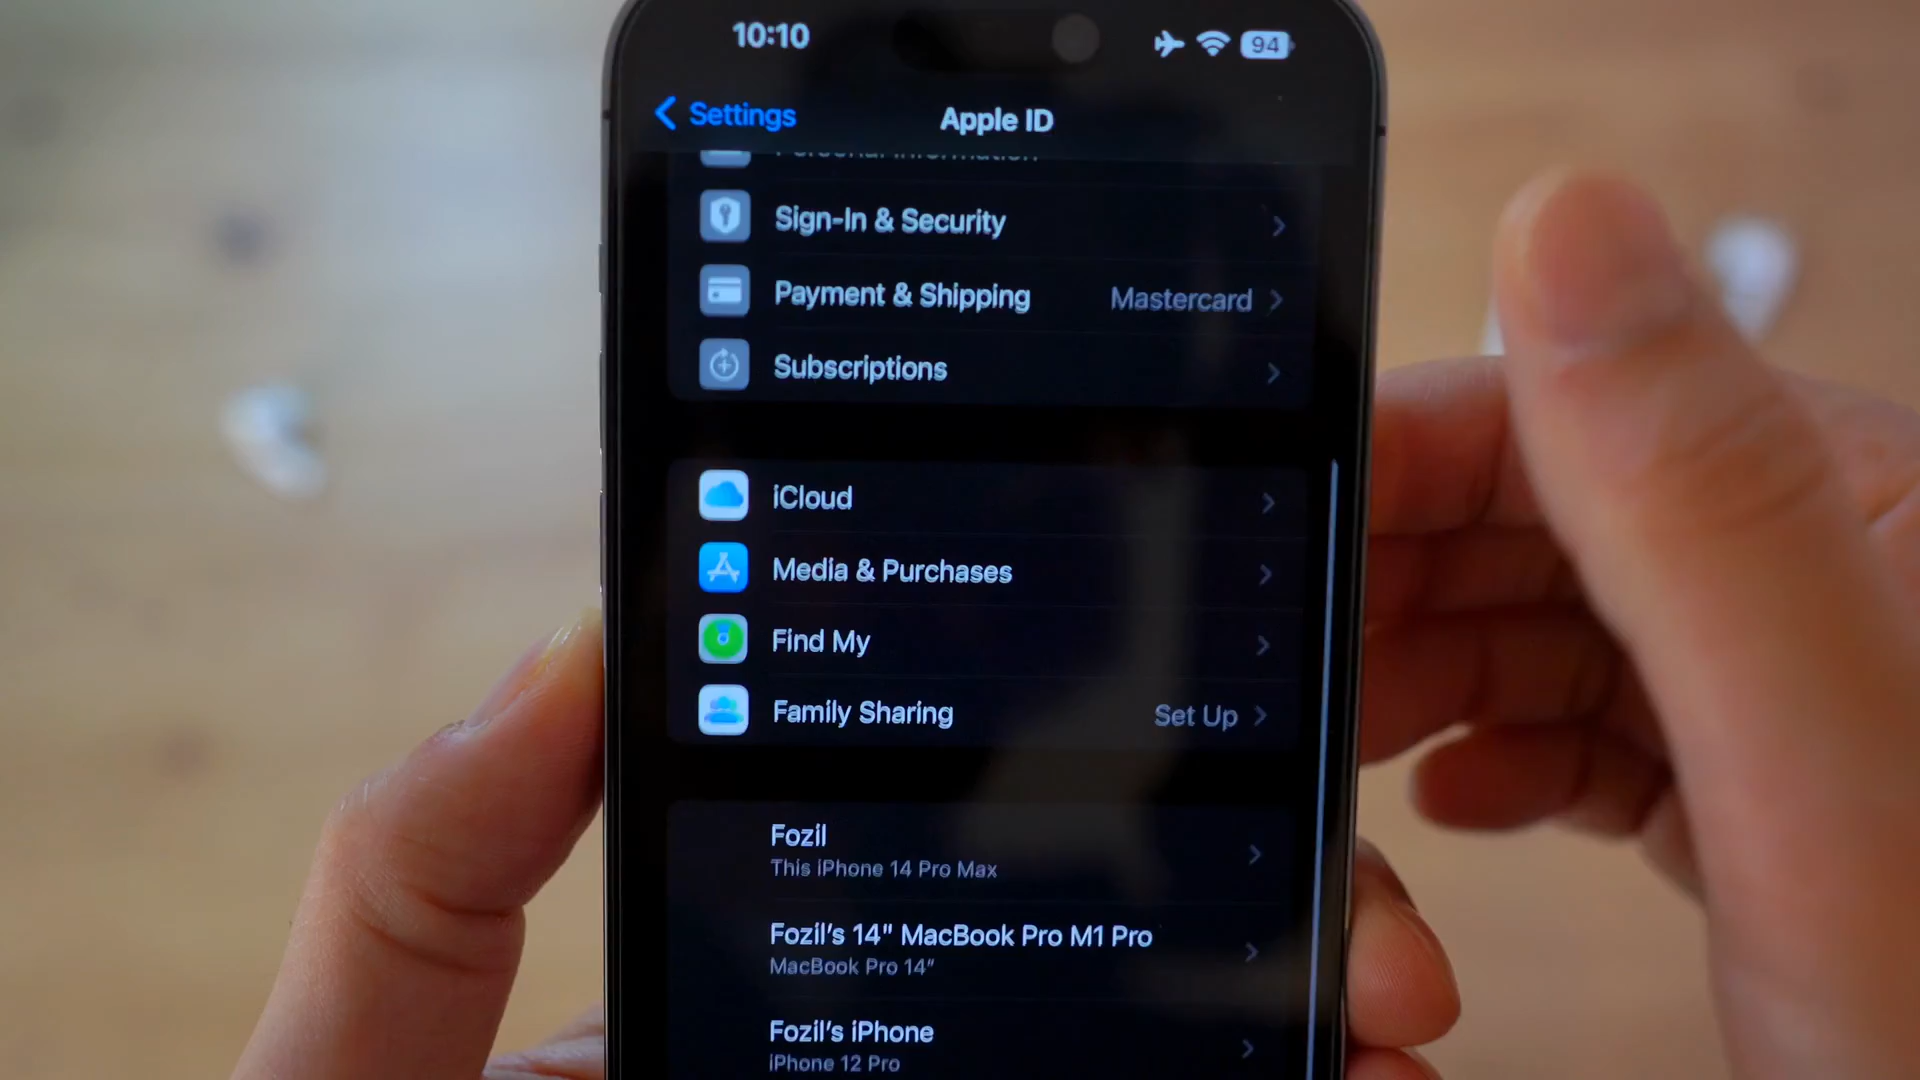 10:10
94
Settings
Apple ID
Personal Information
Sign-In & Security
Payment & Shipping
Mastercard
Subscriptions
iCloud
Media & Purchases
Find My
Family Sharing
Set Up
Fozil
This iPhone 14 Pro Max
Fozil's 14" MacBook Pro M1 Pro
MacBook Pro 14"
Fozil's iPhone
iPhone 12 Pro